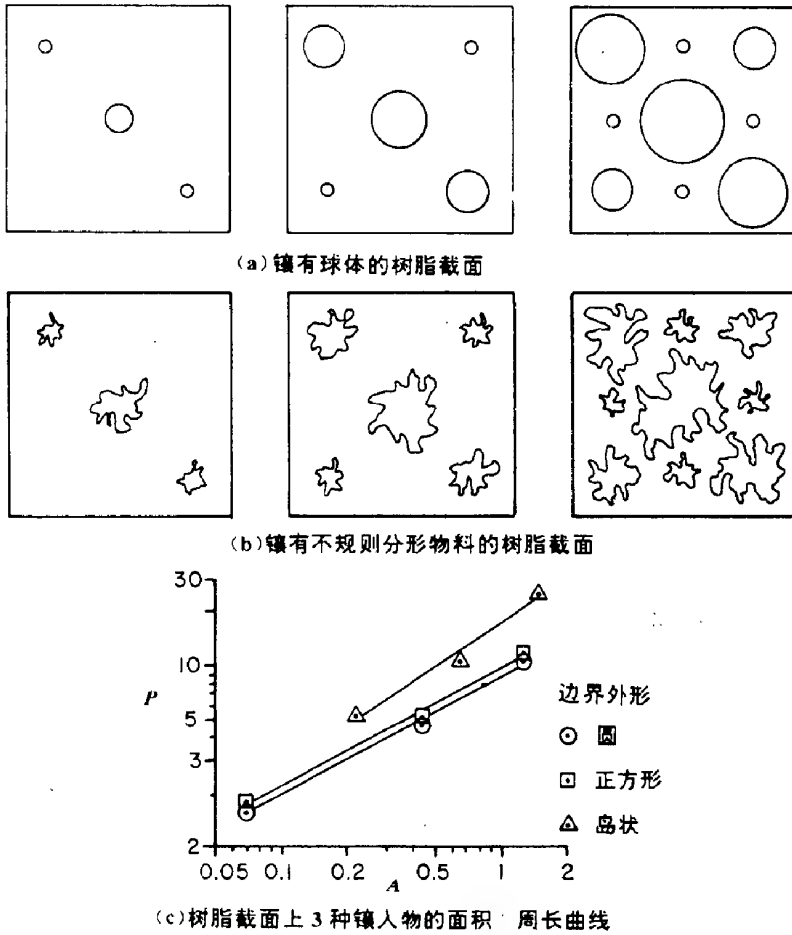 (a)镶有球体的树脂截面
(b)镶有不规则分形物料的树脂截面
30
10
P
5
3
2
0.05
0.1
0.2
0.5
1
2
A
边界外形
圆
正方形
岛状
(c)树脂截面上3种镶人物的面积 周长曲线